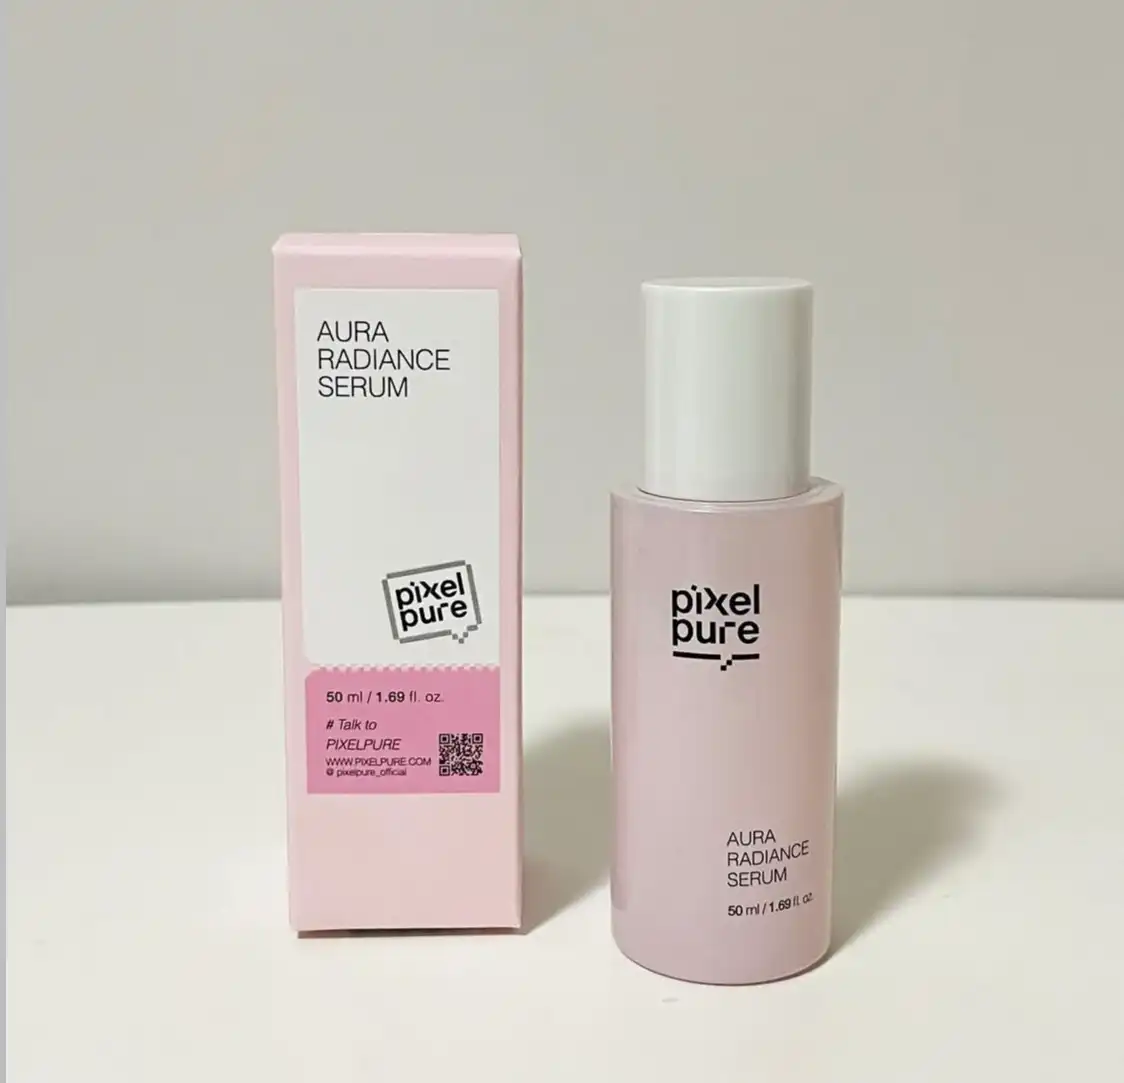 AURA
RADIANCE
SERUM
pixel
pure
50 ml / 1.69 fl. oz.
# Talk to
PIXELPURE
WWW.PIXELPURE.COM
@ pixelpure_official
pixel
pure
AURA
RADIANCE
SERUM
50 ml / 1.69 fl. oz.